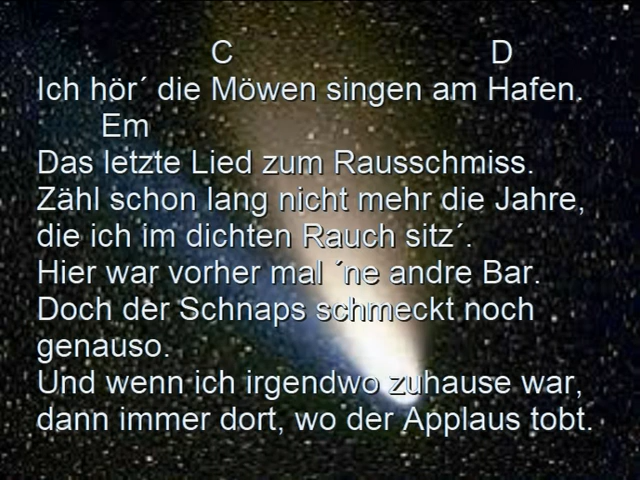 C D
Ich hör´ die Möwen singen am Hafen.
Em
Das letzte Lied zum Rausschmiss.
Zähl schon lang nicht mehr die Jahre,
die ich im dichten Rauch sitz´.
Hier war vorher mal ´ne andre Bar.
Doch der Schnaps schmeckt noch
genauso.
Und wenn ich irgendwo zuhause war,
dann immer dort, wo der Applaus tobt.